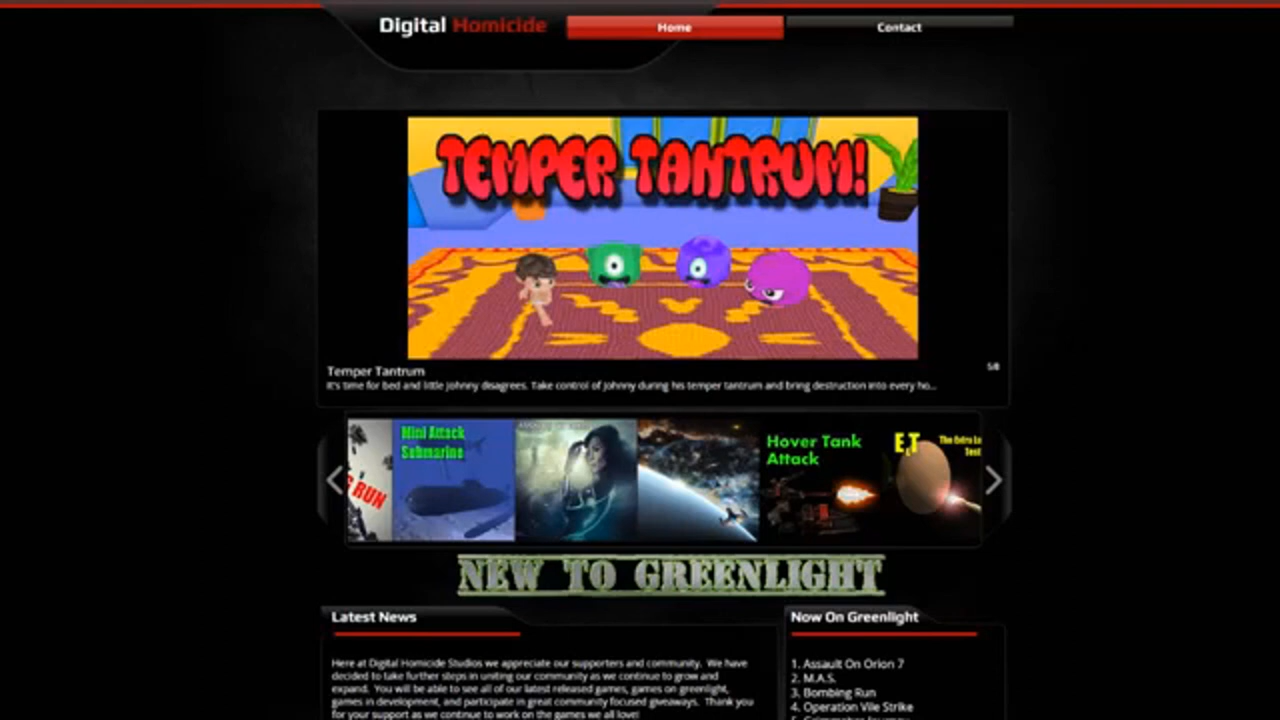 Digital Homicide
Home
Contact
TEMPER TANTRUM!
Temper Tantrum
5/8
It's time for bed and little Johnny disagrees. Take control of Johnny during his temper tantrum and bring destruction into every ho...
G RUN
Mini Attack
Submarine
Hover Tank
Attack
E.T
The Extra La
Test
NEW TO GREENLIGHT
Latest News
Now On Greenlight
Here at Digital Homicide Studios we appreciate our supporters and community. We have
decided to take further steps in uniting our community as we continue to grow and
expand. You will be able to see all of our latest released games, games on greenlight,
games in development, and participate in great community focused giveaways. Thank you
for your support as we continue to work on the games we all love!
1. Assault On Orion 7
2. M.A.S.
3. Bombing Run
4. Operation Vile Strike